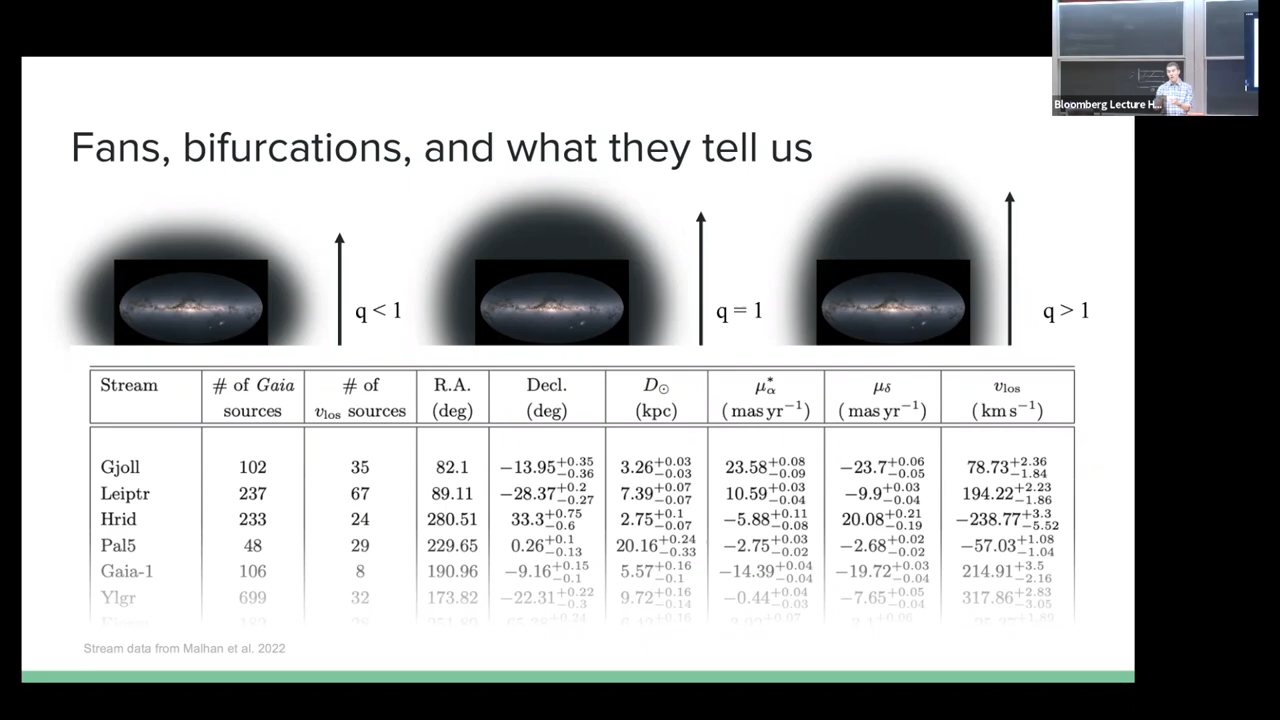 Bloomberg Lecture H...
Fans, bifurcations, and what they tell us
q < 1
q = 1
q > 1
Stream # of Gaia sources # of v_los sources R.A. (deg) Decl. (deg) D_⊙ (kpc) μ*_α (mas yr⁻¹) μ_δ (mas yr⁻¹) v_los (km s⁻¹)
Gjoll 102 35 82.1 −13.95 +0.35 −0.36 3.26 +0.03 −0.03 23.58 +0.08 −0.09 −23.7 +0.06 −0.05 78.73 +2.36 −1.84
Leiptr 237 67 89.11 −28.37 +0.2 −0.27 7.39 +0.07 −0.07 10.59 +0.03 −0.04 −9.9 +0.03 −0.04 194.22 +2.23 −1.86
Hrid 233 24 280.51 33.3 +0.75 −0.6 2.75 +0.1 −0.07 −5.88 +0.11 −0.08 20.08 +0.21 −0.19 −238.77 +3.3 −5.52
Pal5 48 29 229.65 0.26 +0.1 −0.13 20.16 +0.24 −0.33 −2.75 +0.03 −0.02 −2.68 +0.02 −0.02 −57.03 +1.08 −1.04
Gaia-1 106 8 190.96 −9.16 +0.15 −0.1 5.57 +0.16 −0.1 −14.39 +0.04 −0.04 −19.72 +0.03 −0.04 214.91 +3.5 −2.16
Ylgr 699 32 173.82 −22.31 +0.22 −0.3 9.72 +0.16 −0.14 −0.44 +0.04 −0.03 −7.65 +0.05 −0.04 317.86 +2.83 −3.05
Stream data from Malhan et al. 2022